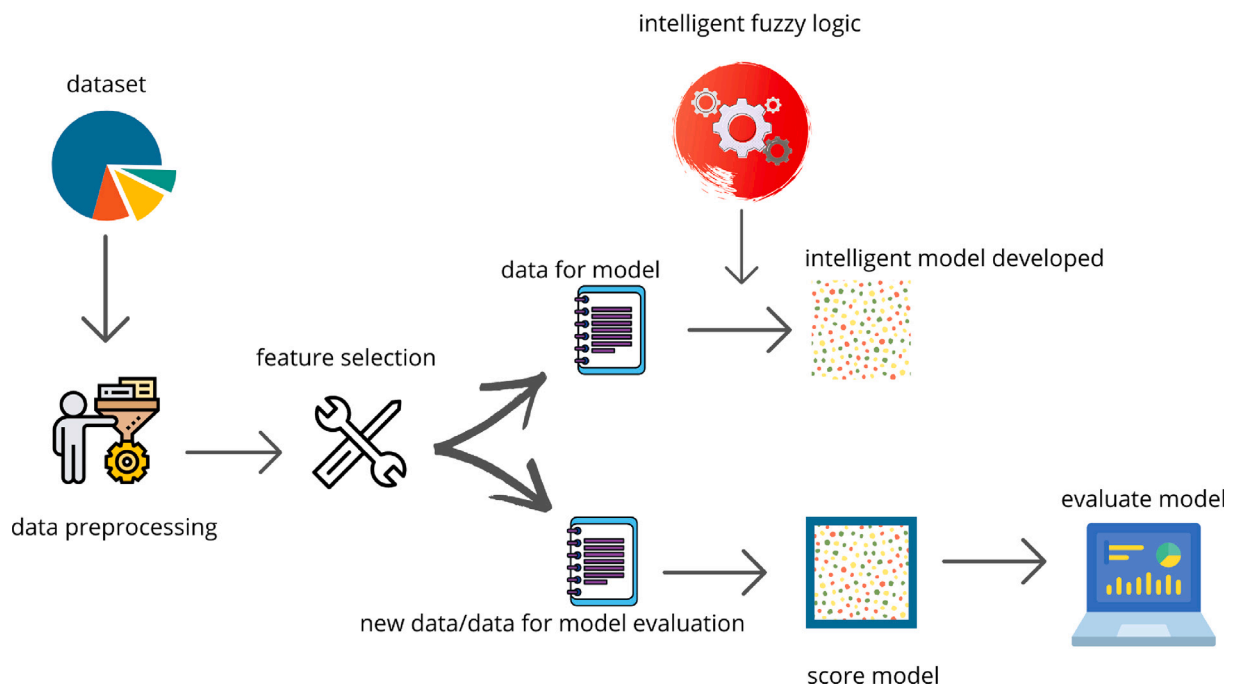 intelligent fuzzy logic
dataset
data for model
intelligent model developed
feature selection
data preprocessing
new data/data for model evaluation
evaluate model
score model